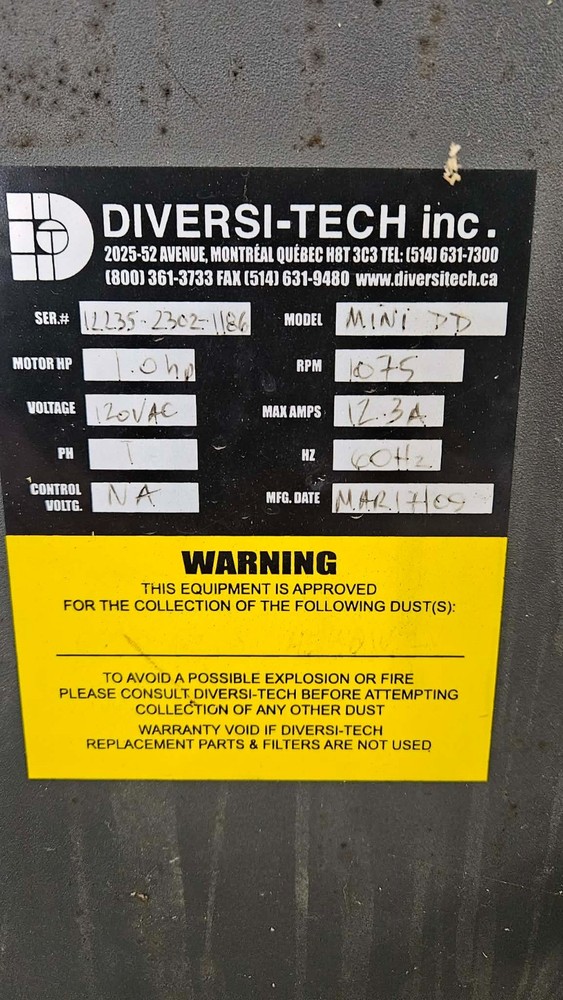 DIVERSI-TECH inc.
2025-52 AVENUE, MONTRÉAL QUÉBEC H8T 3C3 TEL: (514) 631-7300
(800) 361-3733 FAX (514) 631-9480 www.diversitech.ca
SER.# 12235-2302-1186 MODEL MINI DD
MOTOR HP 1.0 hp RPM 1075
VOLTAGE 120VAC MAX AMPS 12.3A
PH 1 HZ 60Hz
CONTROL VOLTG. NA MFG. DATE MAR17/09
WARNING
THIS EQUIPMENT IS APPROVED
FOR THE COLLECTION OF THE FOLLOWING DUST(S):
TO AVOID A POSSIBLE EXPLOSION OR FIRE
PLEASE CONSULT DIVERSI-TECH BEFORE ATTEMPTING
COLLECTION OF ANY OTHER DUST
WARRANTY VOID IF DIVERSI-TECH
REPLACEMENT PARTS & FILTERS ARE NOT USED